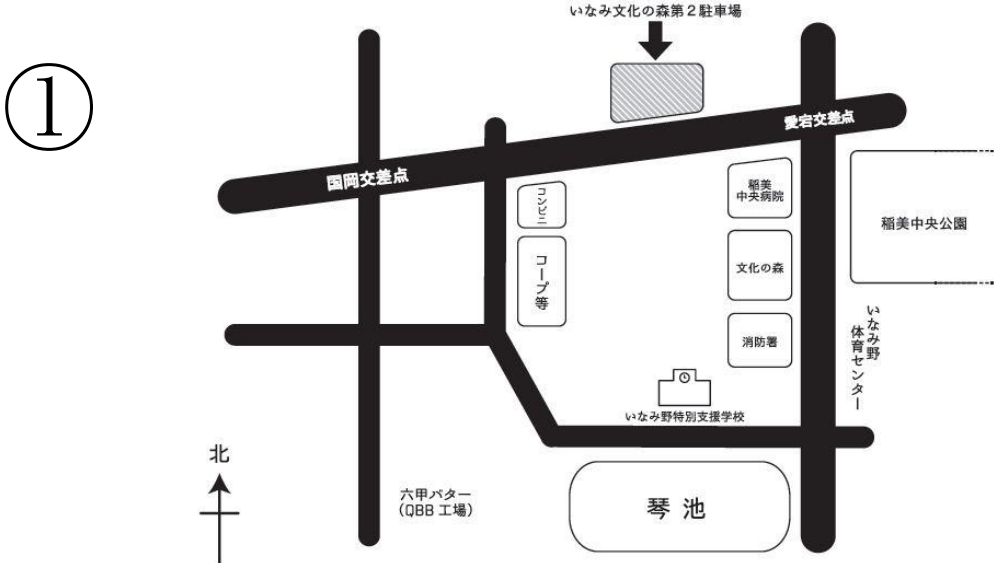 いなみ文化の森第２駐車場
①
愛宕交差点
国岡交差点
コンビニ
稲美
中央病院
稲美中央公園
コープ等
文化の森
消防署
いなみ野
体育センター
いなみ野特別支援学校
北
六甲バター
（QBB 工場）
琴池